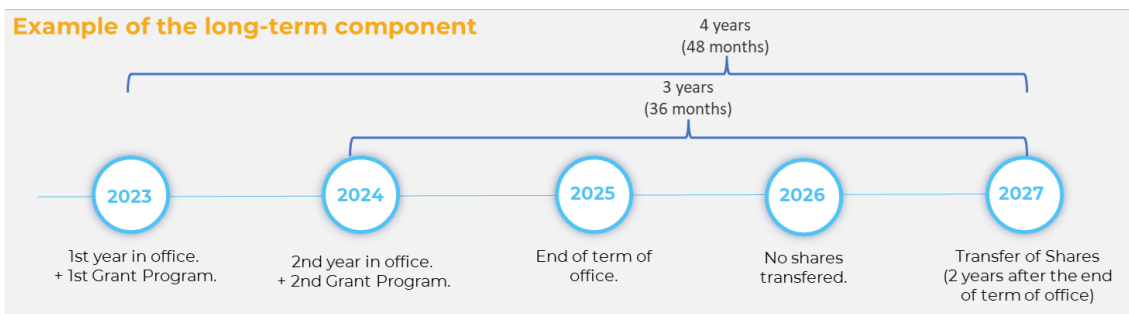 Example of the long-term component
4 years
(48 months)
3 years
(36 months)
2023
2024
2025
2026
2027
1st year in office.
+ 1st Grant Program.
2nd year in office.
+ 2nd Grant Program.
End of term of
office.
No shares
transfered.
Transfer of Shares
(2 years after the end
of term of office)